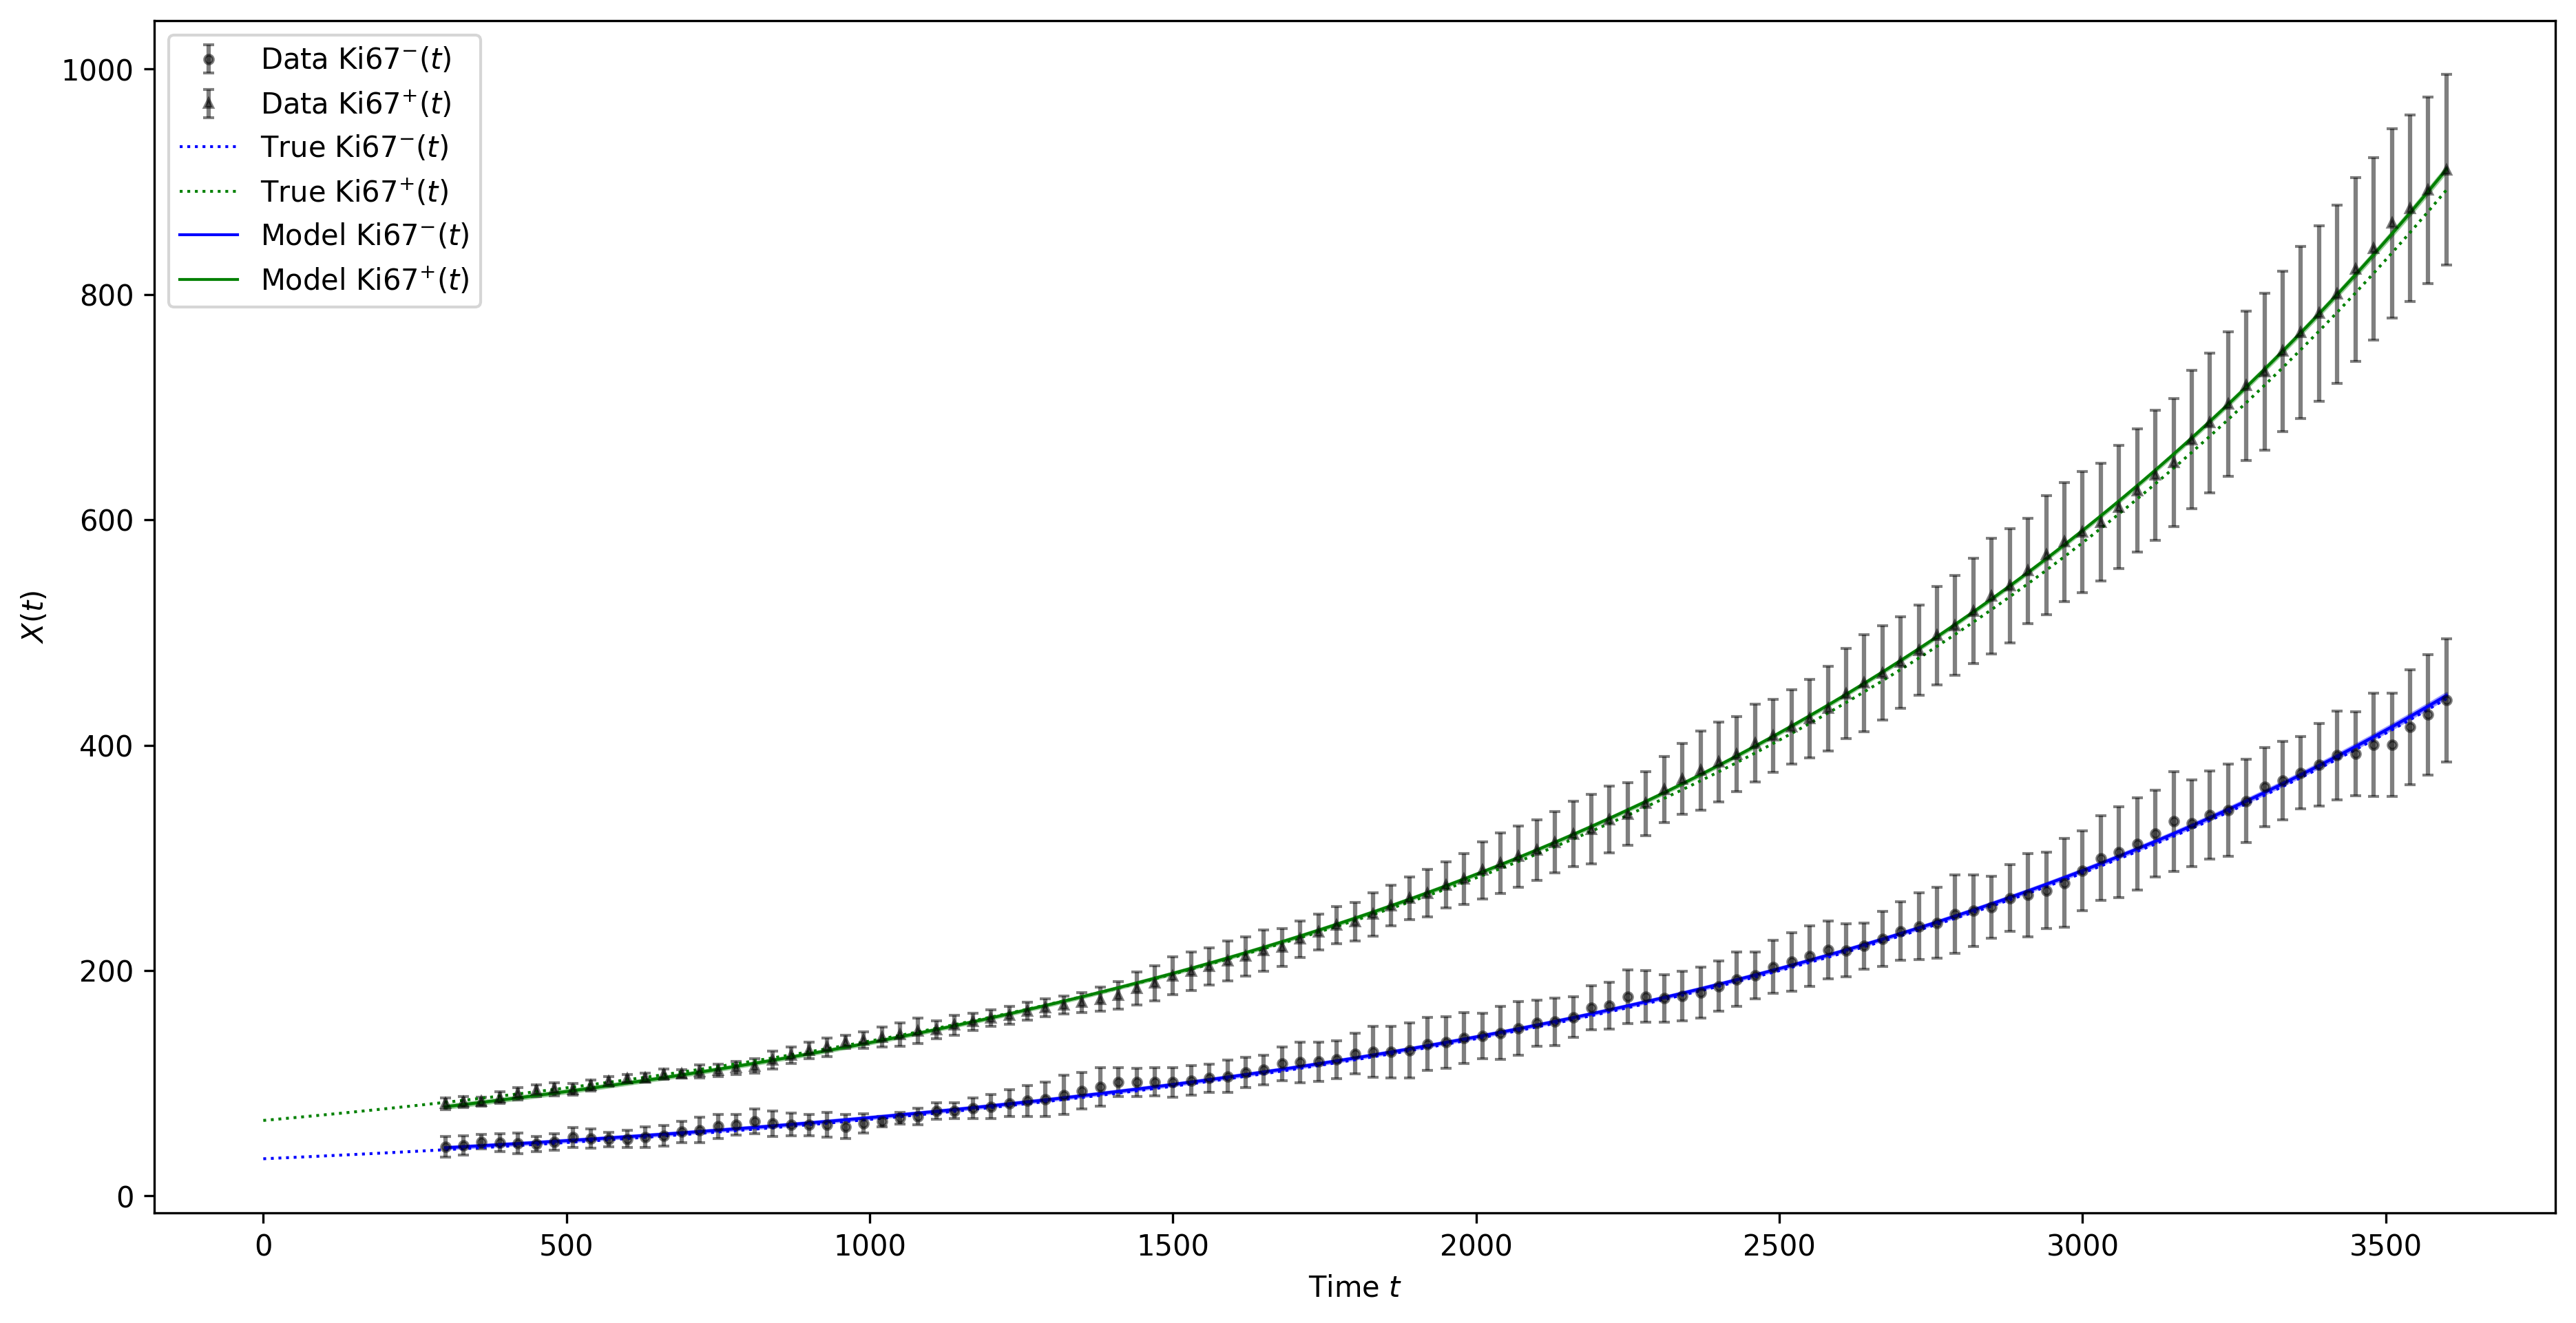 Data Ki67⁻(t)
Data Ki67⁺(t)
True Ki67⁻(t)
True Ki67⁺(t)
Model Ki67⁻(t)
Model Ki67⁺(t)
1000
800
600
400
200
0
X(t)
0 500 1000 1500 2000 2500 3000 3500
Time t